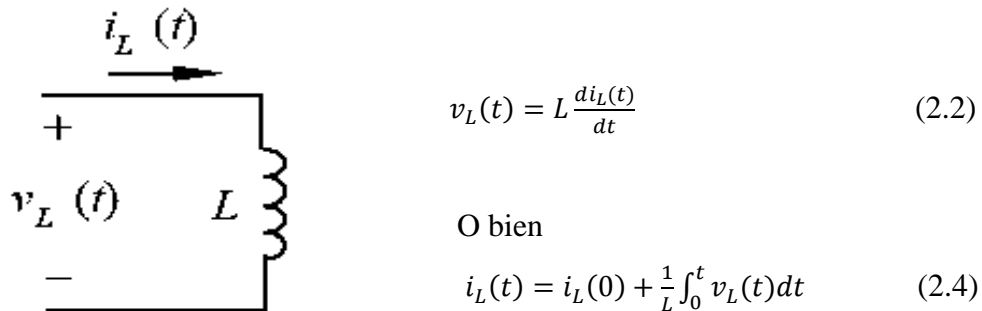 i_L (t)
+
v_L (t) L
−
v_L(t) = L di_L(t)/dt (2.2)
O bien
i_L(t) = i_L(0) + 1/L ∫_0^t v_L(t)dt (2.4)